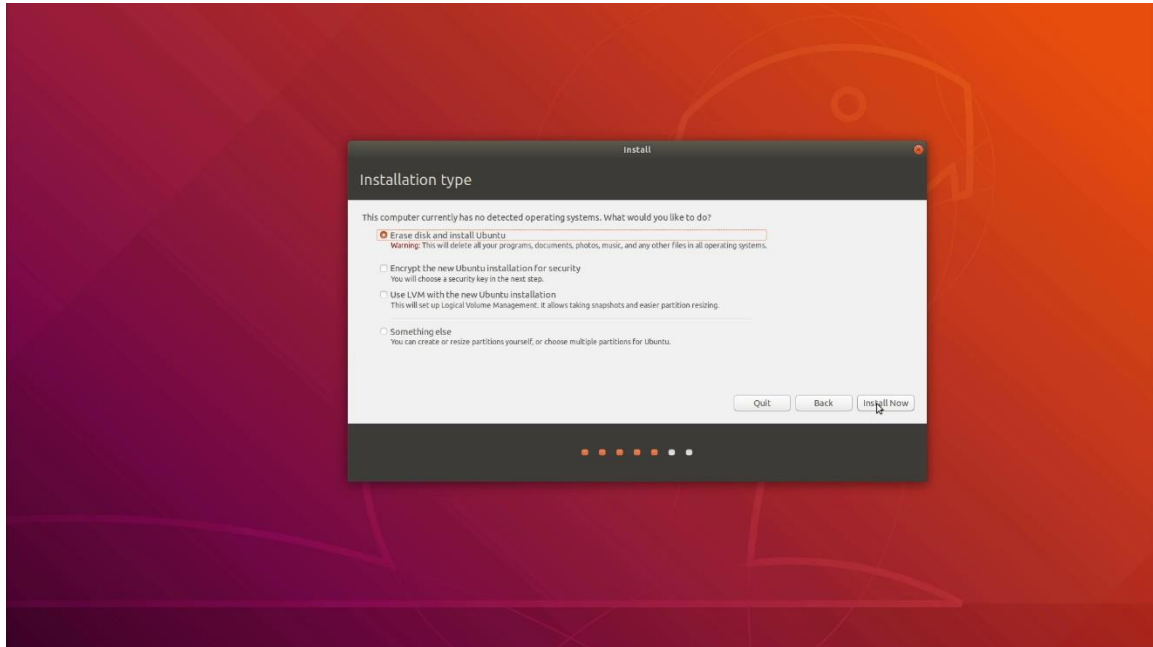 Install
Installation type
This computer currently has no detected operating systems. What would you like to do?
Erase disk and install Ubuntu
Warning: This will delete all your programs, documents, photos, music, and any other files in all operating systems.
Encrypt the new Ubuntu installation for security
You will choose a security key in the next step.
Use LVM with the new Ubuntu installation
This will set up Logical Volume Management. It allows taking snapshots and easier partition resizing.
Something else
You can create or resize partitions yourself, or choose multiple partitions for Ubuntu.
Quit Back Install Now